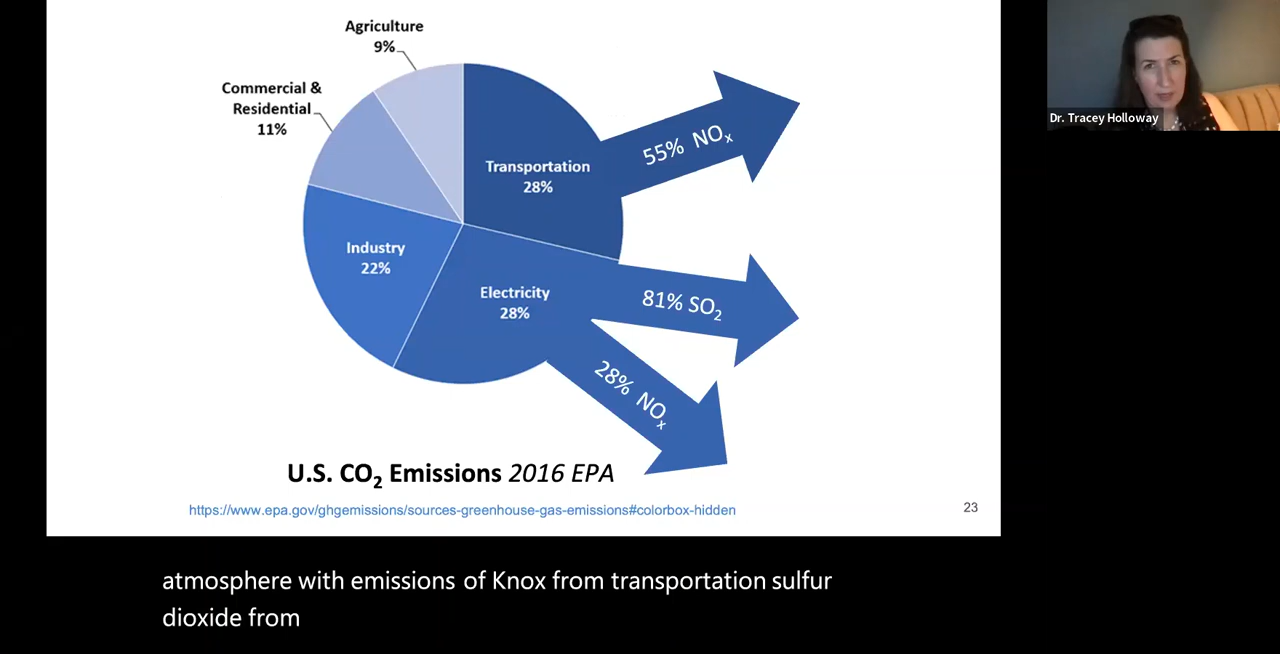 Agriculture
9%
Commercial &
Residential
11%
Transportation
28%
55% NOx
Dr. Tracey Holloway
Industry
22%
Electricity
28%
81% SO2
28% NOx
U.S. CO2 Emissions 2016 EPA
https://www.epa.gov/ghgemissions/sources-greenhouse-gas-emissions#colorbox-hidden
23
atmosphere with emissions of Knox from transportation sulfur
dioxide from